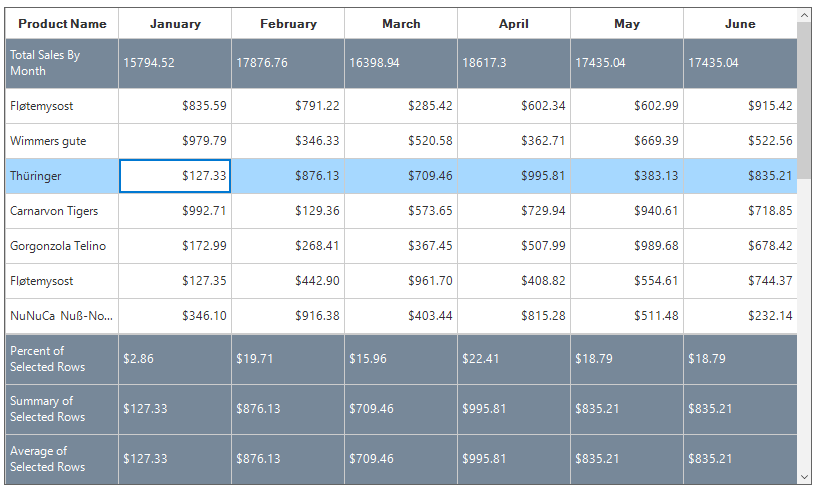 Product Name January February March April May June
Total Sales By
Month 15794.52 17876.76 16398.94 18617.3 17435.04 17435.04
Fløtemysost $835.59 $791.22 $285.42 $602.34 $602.99 $915.42
Wimmers gute $979.79 $346.33 $520.58 $362.71 $669.39 $522.56
Thüringer $127.33 $876.13 $709.46 $995.81 $383.13 $835.21
Carnarvon Tigers $992.71 $129.36 $573.65 $729.94 $940.61 $718.85
Gorgonzola Telino $172.99 $268.41 $367.45 $507.99 $989.68 $678.42
Fløtemysost $127.35 $442.90 $961.70 $408.82 $554.61 $744.37
NuNuCa Nuß-No... $346.10 $916.38 $403.44 $815.28 $511.48 $232.14
Percent of
Selected Rows $2.86 $19.71 $15.96 $22.41 $18.79 $18.79
Summary of
Selected Rows $127.33 $876.13 $709.46 $995.81 $835.21 $835.21
Average of
Selected Rows $127.33 $876.13 $709.46 $995.81 $835.21 $835.21